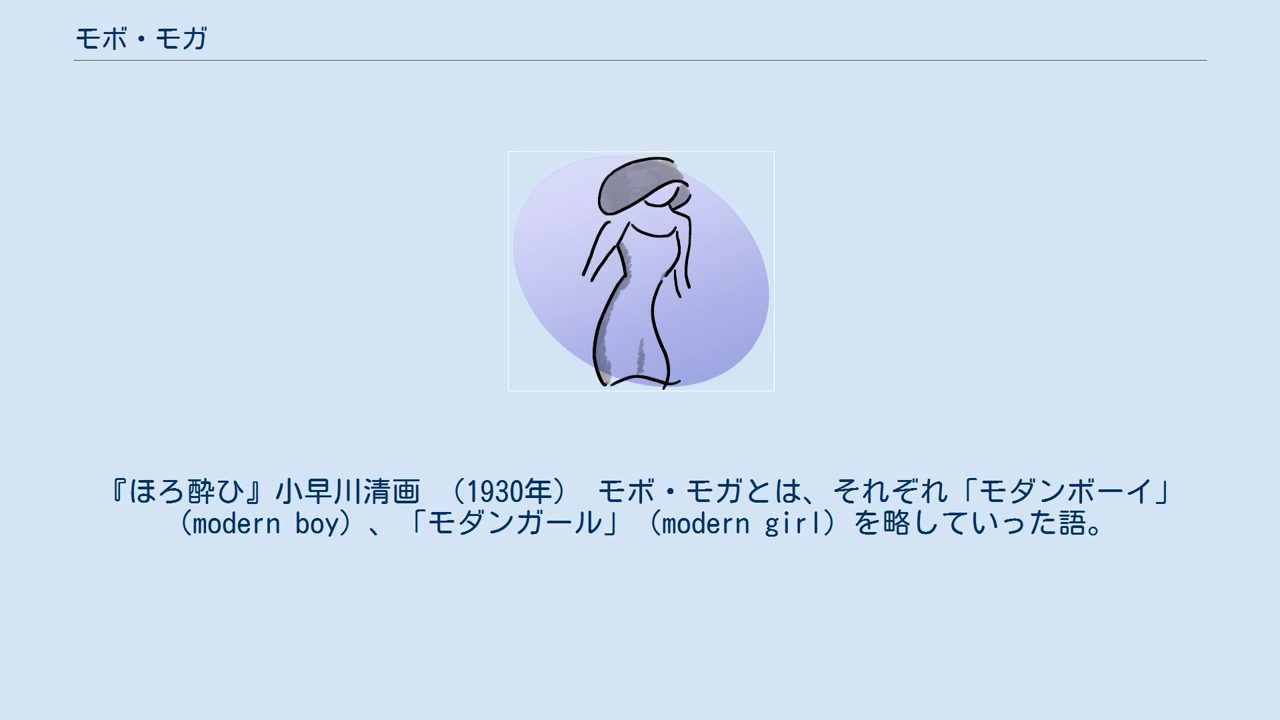 モボ・モガ
『ほろ酔ひ』小早川清画　（1930年）　モボ・モガとは、それぞれ「モダンボーイ」
（modern boy）、「モダンガール」（modern girl）を略していった語。